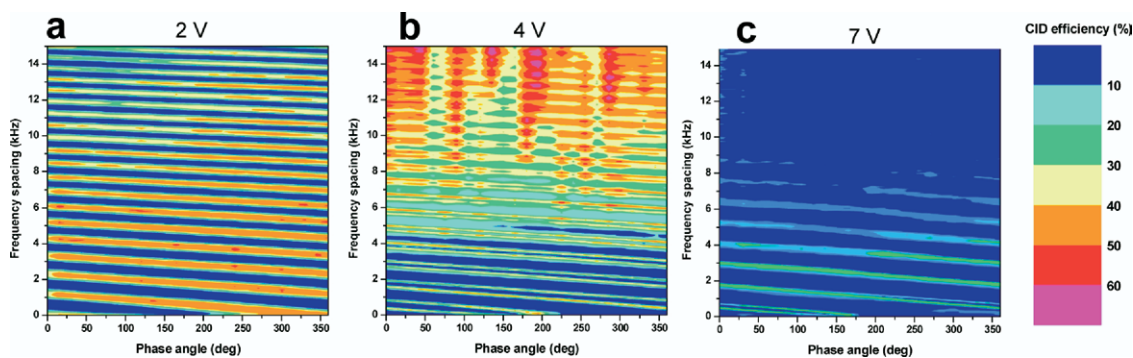 a 2 V
b 4 V
c 7 V
CID efficiency (%)
Frequency spacing (kHz)
14
12
10
8
6
4
2
0
0 50 100 150 200 250 300 350
Phase angle (deg)
Frequency spacing (kHz)
14
12
10
8
6
4
2
0
0 50 100 150 200 250 300 350
Phase angle (deg)
Frequency spacing (kHz)
14
12
10
8
6
4
2
0
0 50 100 150 200 250 300 350
Phase angle (deg)
10
20
30
40
50
60